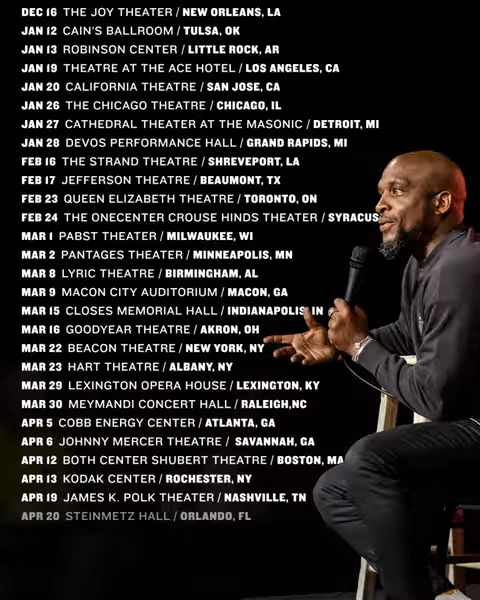 DEC 16 THE JOY THEATER / NEW ORLEANS, LA
JAN 12 CAIN'S BALLROOM / TULSA, OK
JAN 13 ROBINSON CENTER / LITTLE ROCK, AR
JAN 19 THEATRE AT THE ACE HOTEL / LOS ANGELES, CA
JAN 20 CALIFORNIA THEATRE / SAN JOSE, CA
JAN 26 THE CHICAGO THEATRE / CHICAGO, IL
JAN 27 CATHEDRAL THEATER AT THE MASONIC / DETROIT, MI
JAN 28 DEVOS PERFORMANCE HALL / GRAND RAPIDS, MI
FEB 16 THE STRAND THEATRE / SHREVEPORT, LA
FEB 17 JEFFERSON THEATRE / BEAUMONT, TX
FEB 23 QUEEN ELIZABETH THEATRE / TORONTO, ON
FEB 24 THE ONECENTER CROUSE HINDS THEATER / SYRACUS
MAR 1 PABST THEATER / MILWAUKEE, WI
MAR 2 PANTAGES THEATER / MINNEAPOLIS, MN
MAR 8 LYRIC THEATRE / BIRMINGHAM, AL
MAR 9 MACON CITY AUDITORIUM / MACON, GA
MAR 15 CLOSES MEMORIAL HALL / INDIANAPOLIS IN
MAR 16 GOODYEAR THEATRE / AKRON, OH
MAR 22 BEACON THEATRE / NEW YORK, NY
MAR 23 HART THEATRE / ALBANY, NY
MAR 29 LEXINGTON OPERA HOUSE / LEXINGTON, KY
MAR 30 MEYMANDI CONCERT HALL / RALEIGH,NC
APR 5 COBB ENERGY CENTER / ATLANTA, GA
APR 6 JOHNNY MERCER THEATRE / SAVANNAH, GA
APR 12 BOTH CENTER SHUBERT THEATRE / BOSTON, MA
APR 13 KODAK CENTER / ROCHESTER, NY
APR 19 JAMES K. POLK THEATER / NASHVILLE, TN
APR 20 STEINMETZ HALL / ORLANDO, FL